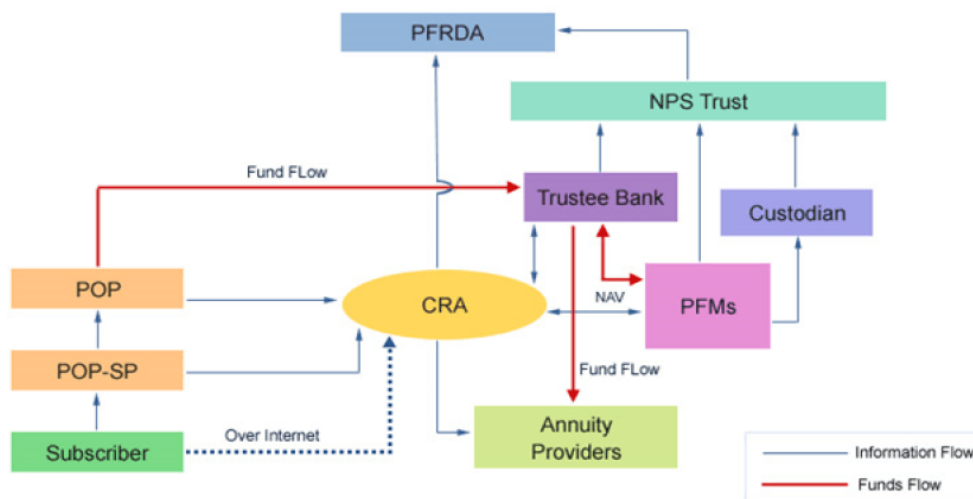 PFRDA
NPS Trust
Fund FLow
Trustee Bank
Custodian
POP
CRA
NAV
PFMs
POP-SP
Fund FLow
Over Internet
Subscriber
Annuity
Providers
Information Flow
Funds Flow